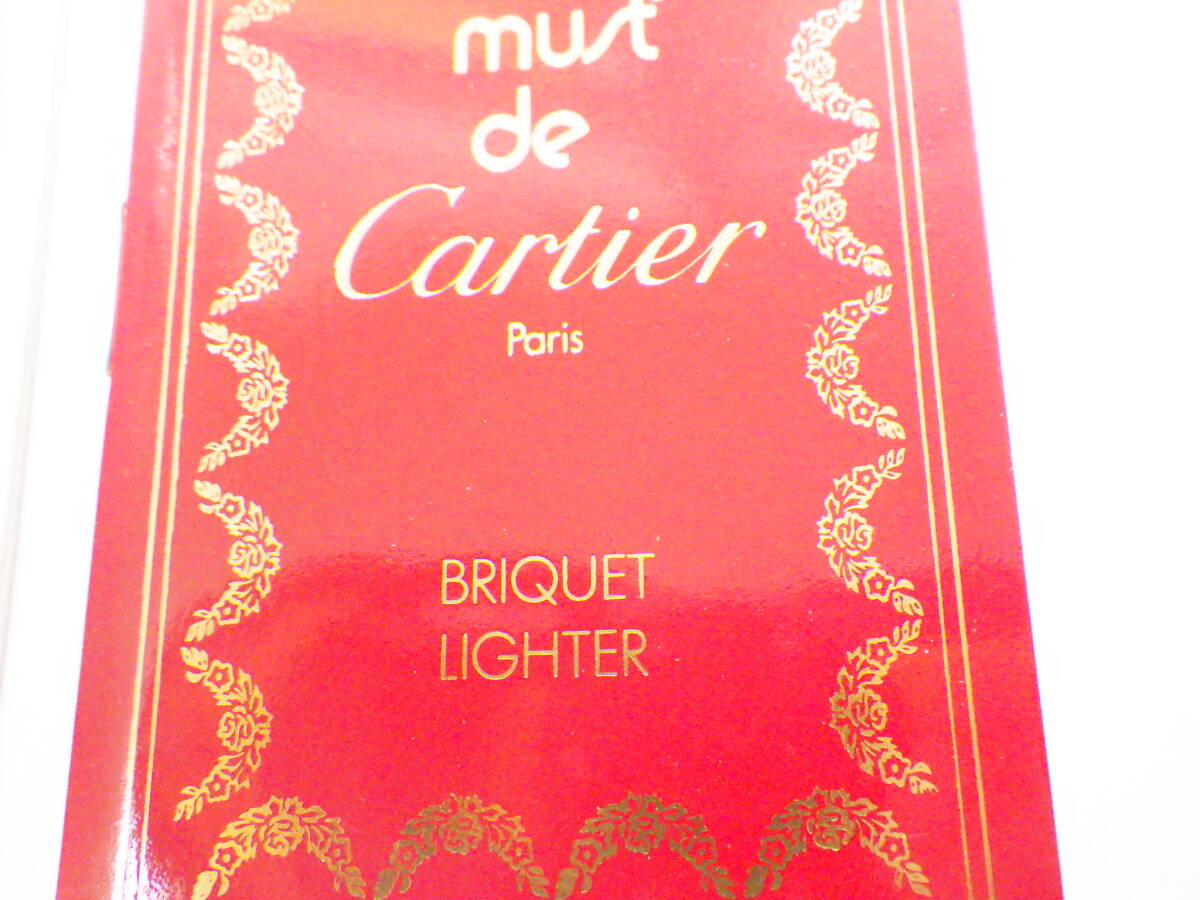 must
de
Cartier
Paris
BRIQUET
LIGHTER